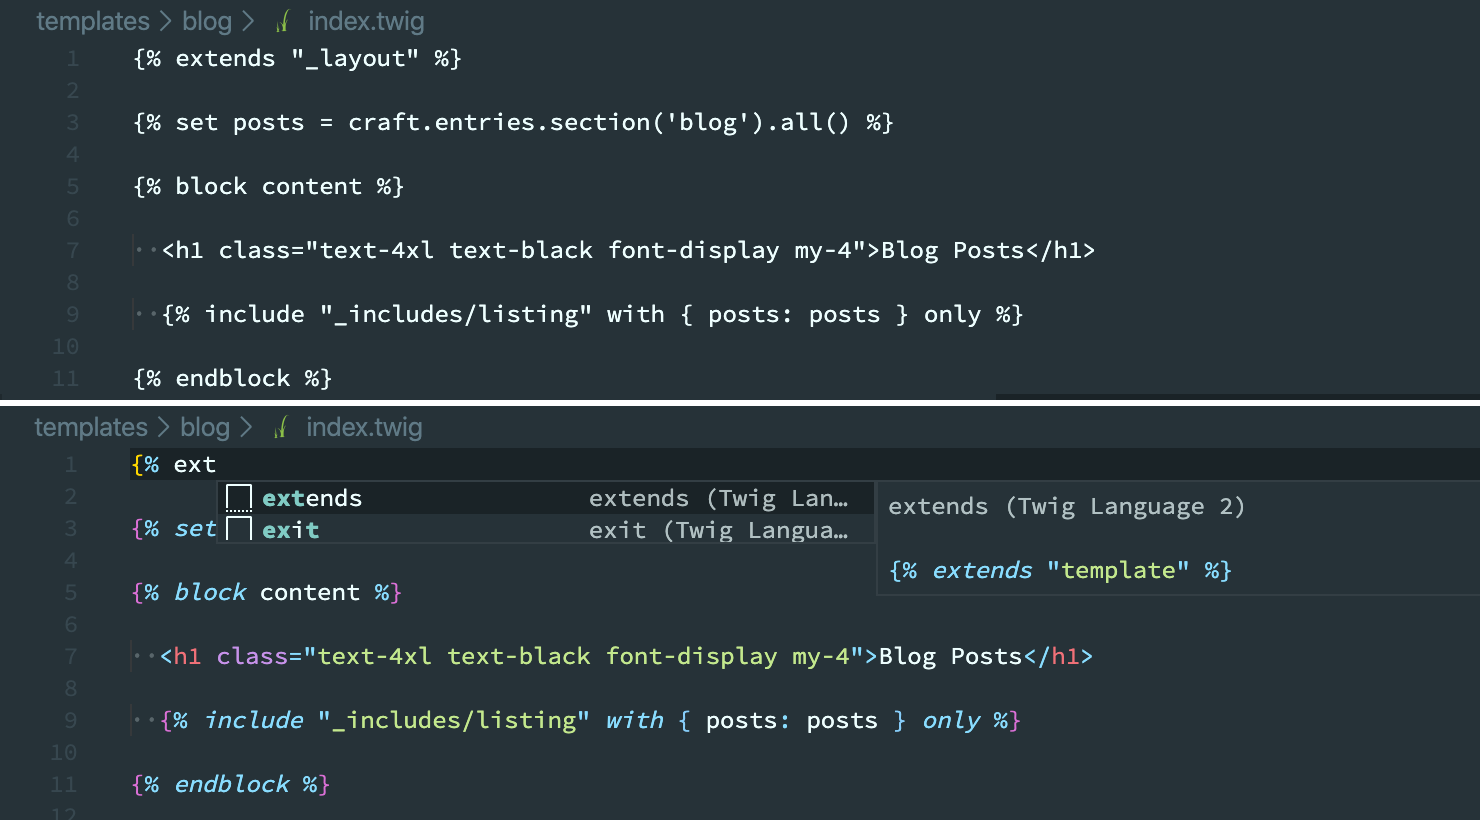 templates > blog > index.twig
1 {% extends "_layout" %}
2
3 {% set posts = craft.entries.section('blog').all() %}
4
5 {% block content %}
6
7 <h1 class="text-4xl text-black font-display my-4">Blog Posts</h1>
8
9 {% include "_includes/listing" with { posts: posts } only %}
10
11 {% endblock %}
templates > blog > index.twig
1 {% ext
2 extends extends (Twig Lan… extends (Twig Language 2)
3 {% set exit exit (Twig Langua…
4 {% extends "template" %}
5 {% block content %}
6
7 <h1 class="text-4xl text-black font-display my-4">Blog Posts</h1>
8
9 {% include "_includes/listing" with { posts: posts } only %}
10
11 {% endblock %}
12